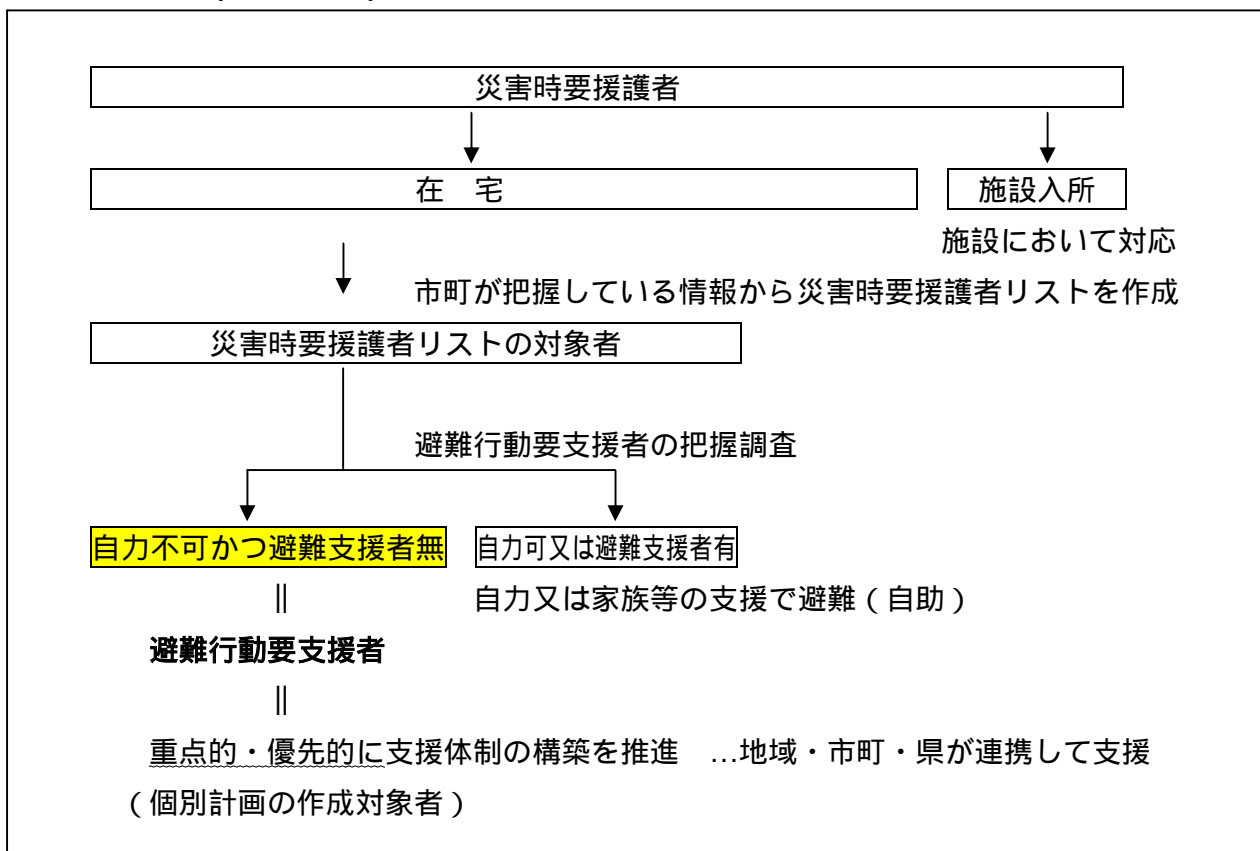 災害時要援護者
在　宅
施設入所
施設において対応
市町が把握している情報から災害時要援護者リストを作成
災害時要援護者リストの対象者
避難行動要支援者の把握調査
自力不可かつ避難支援者無
自力可又は避難支援者有
||
自力又は家族等の支援で避難（自助）
避難行動要支援者
||
重点的・優先的に支援体制の構築を推進　…地域・市町・県が連携して支援
（個別計画の作成対象者）